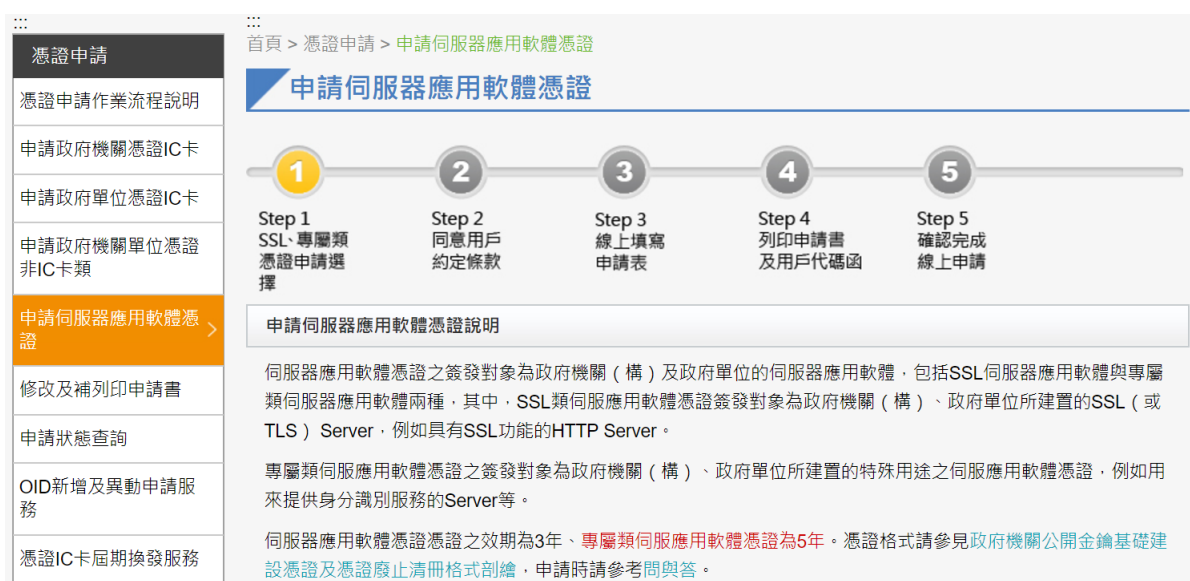 :::
憑證申請
憑證申請作業流程說明
申請政府機關憑證IC卡
申請政府單位憑證IC卡
申請政府機關單位憑證
非IC卡類
申請伺服器應用軟體憑
證
修改及補列印申請書
申請狀態查詢
OID新增及異動申請服
務
憑證IC卡屆期換發服務
:::
首頁 > 憑證申請 > 申請伺服器應用軟體憑證
申請伺服器應用軟體憑證
1
2
3
4
5
Step 1
SSL、專屬類
憑證申請選
擇
Step 2
同意用戶
約定條款
Step 3
線上填寫
申請表
Step 4
列印申請書
及用戶代碼函
Step 5
確認完成
線上申請
申請伺服器應用軟體憑證說明
伺服器應用軟體憑證之簽發對象為政府機關（構）及政府單位的伺服器應用軟體，包括SSL伺服器應用軟體與專屬
類伺服器應用軟體兩種，其中，SSL類伺服應用軟體憑證簽發對象為政府機關（構）、政府單位所建置的SSL（或
TLS） Server，例如具有SSL功能的HTTP Server。
專屬類伺服應用軟體憑證之簽發對象為政府機關（構）、政府單位所建置的特殊用途之伺服應用軟體憑證，例如用
來提供身分識別服務的Server等。
伺服器應用軟體憑證憑證之效期為3年、專屬類伺服應用軟體憑證為5年。憑證格式請參見政府機關公開金鑰基礎建
設憑證及憑證廢止清冊格式剖繪，申請時請參考問與答。